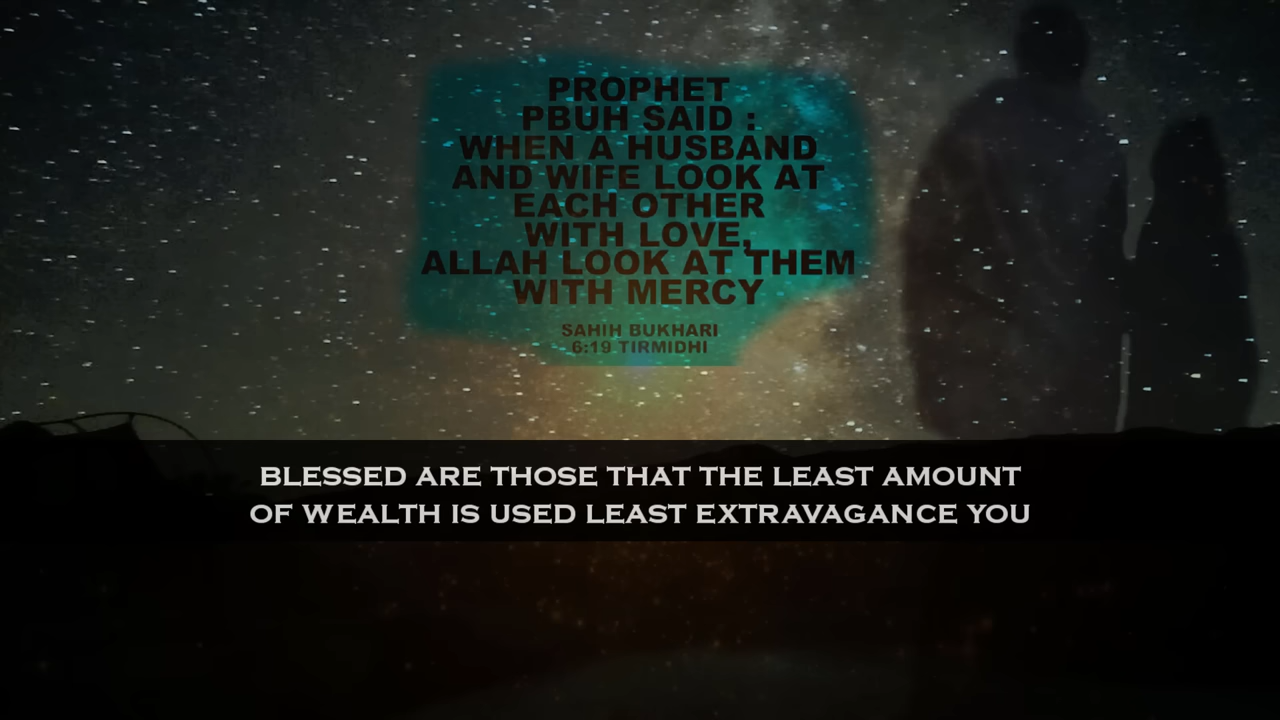 PROPHET
PBUH SAID :
WHEN A HUSBAND
AND WIFE LOOK AT
EACH OTHER
WITH LOVE,
ALLAH LOOK AT THEM
WITH MERCY
SAHIH BUKHARI
6:19 TIRMIDHI
BLESSED ARE THOSE THAT THE LEAST AMOUNT
OF WEALTH IS USED LEAST EXTRAVAGANCE YOU